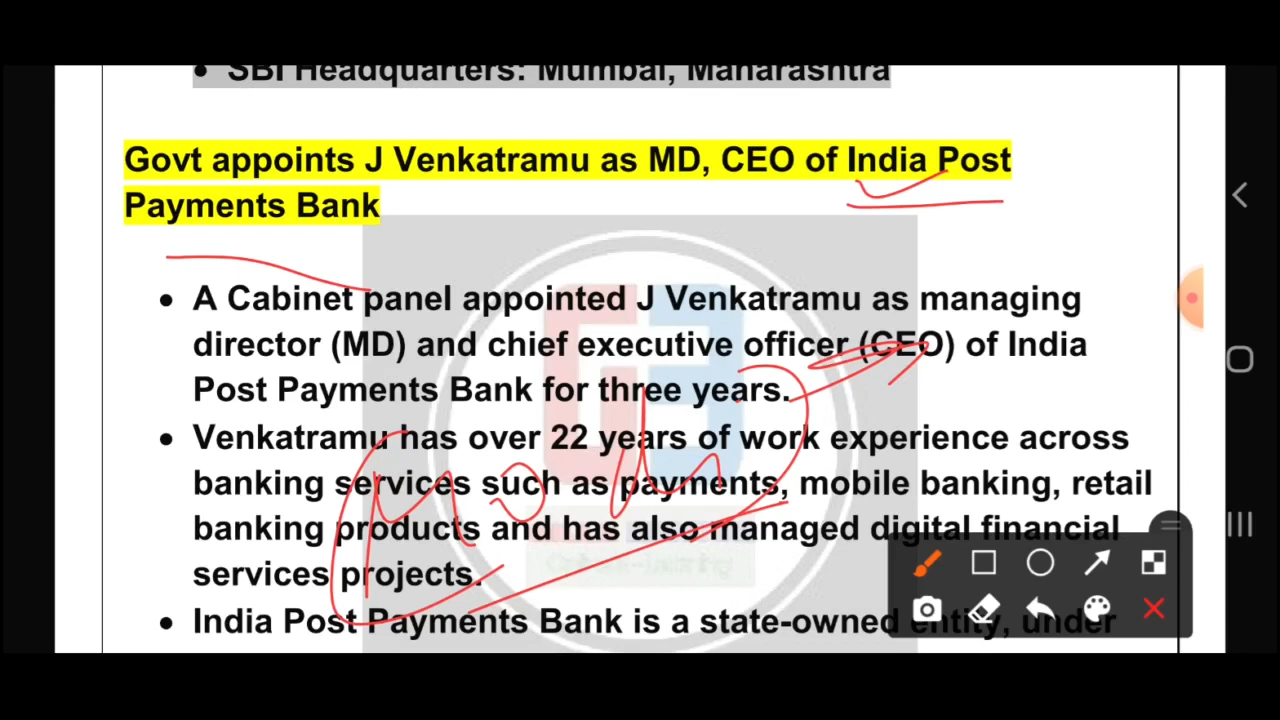 • SBI Headquarters: Mumbai, Maharashtra
Govt appoints J Venkatramu as MD, CEO of India Post
Payments Bank
• A Cabinet panel appointed J Venkatramu as managing
director (MD) and chief executive officer (CEO) of India
Post Payments Bank for three years.
• Venkatramu has over 22 years of work experience across
banking services such as payments, mobile banking, retail
banking products and has also managed digital financial
services projects.
• India Post Payments Bank is a state-owned entity, under